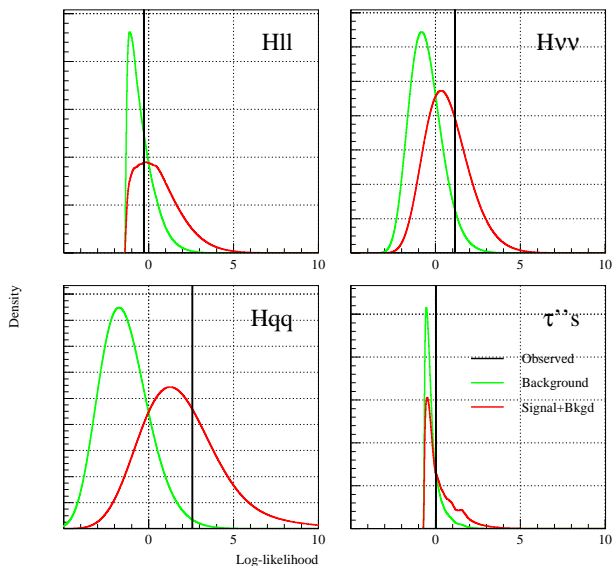 Hll
Hνν
0 5 10
0 5 10
Density
Hqq
τ’’s
Observed
Background
Signal+Bkgd
0 5 10
0 5 10
Log-likelihood